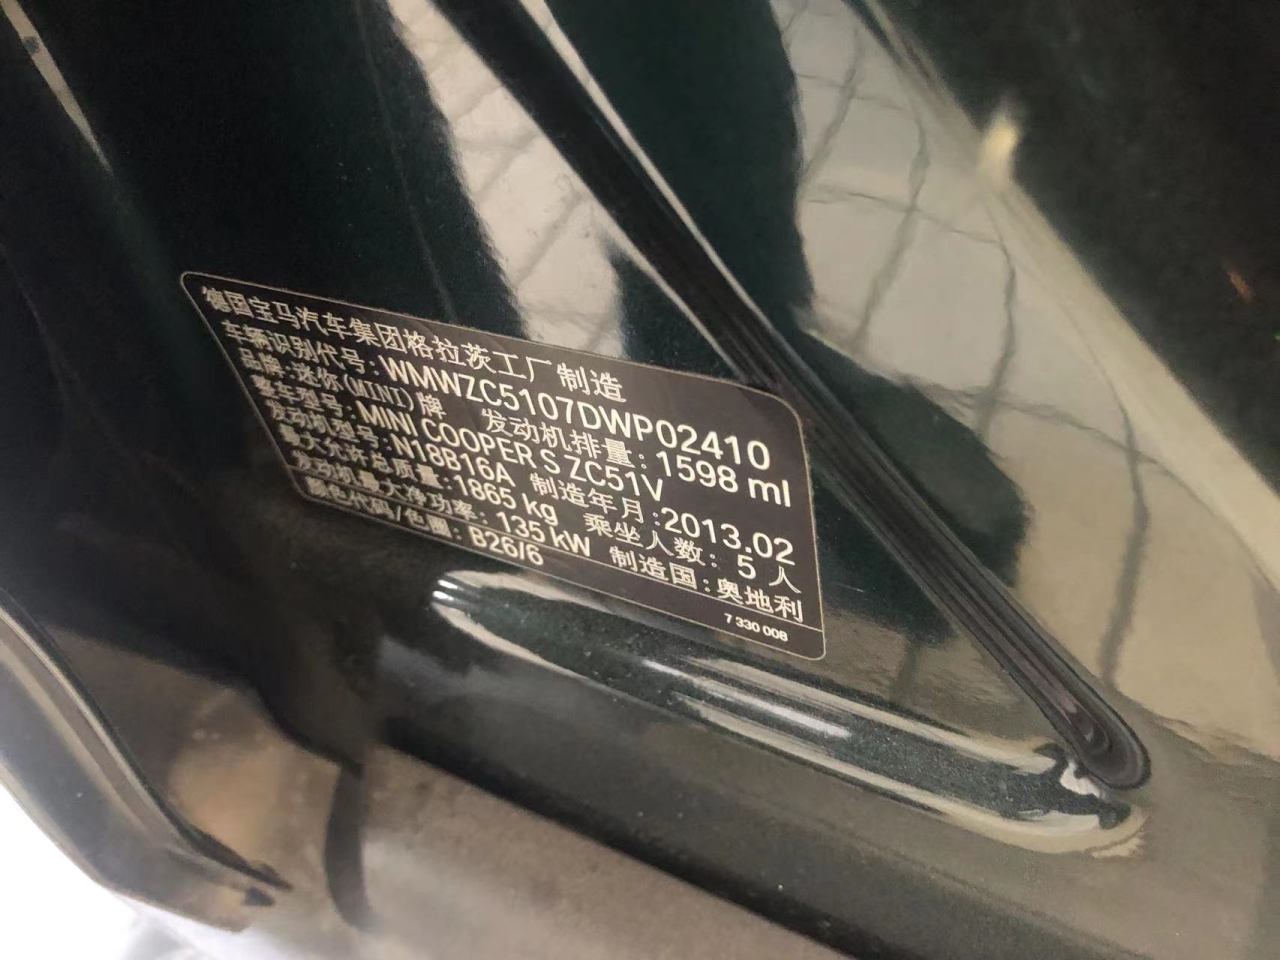 德国宝马汽车集团格拉茨工厂制造
车辆识别代号: WMWZC5107DWP02410
品牌: 迷你(MINI)牌 发动机排量: 1598 ml
整车型号: MINI COOPER S ZC51V
发动机型号: N18B16A 制造年月: 2013.02
最大允许总质量: 1865 kg 乘坐人数: 5 人
发动机最大净功率: 135 kW 制造国: 奥地利
颜色代码/色圈: B26/6
7 330 008